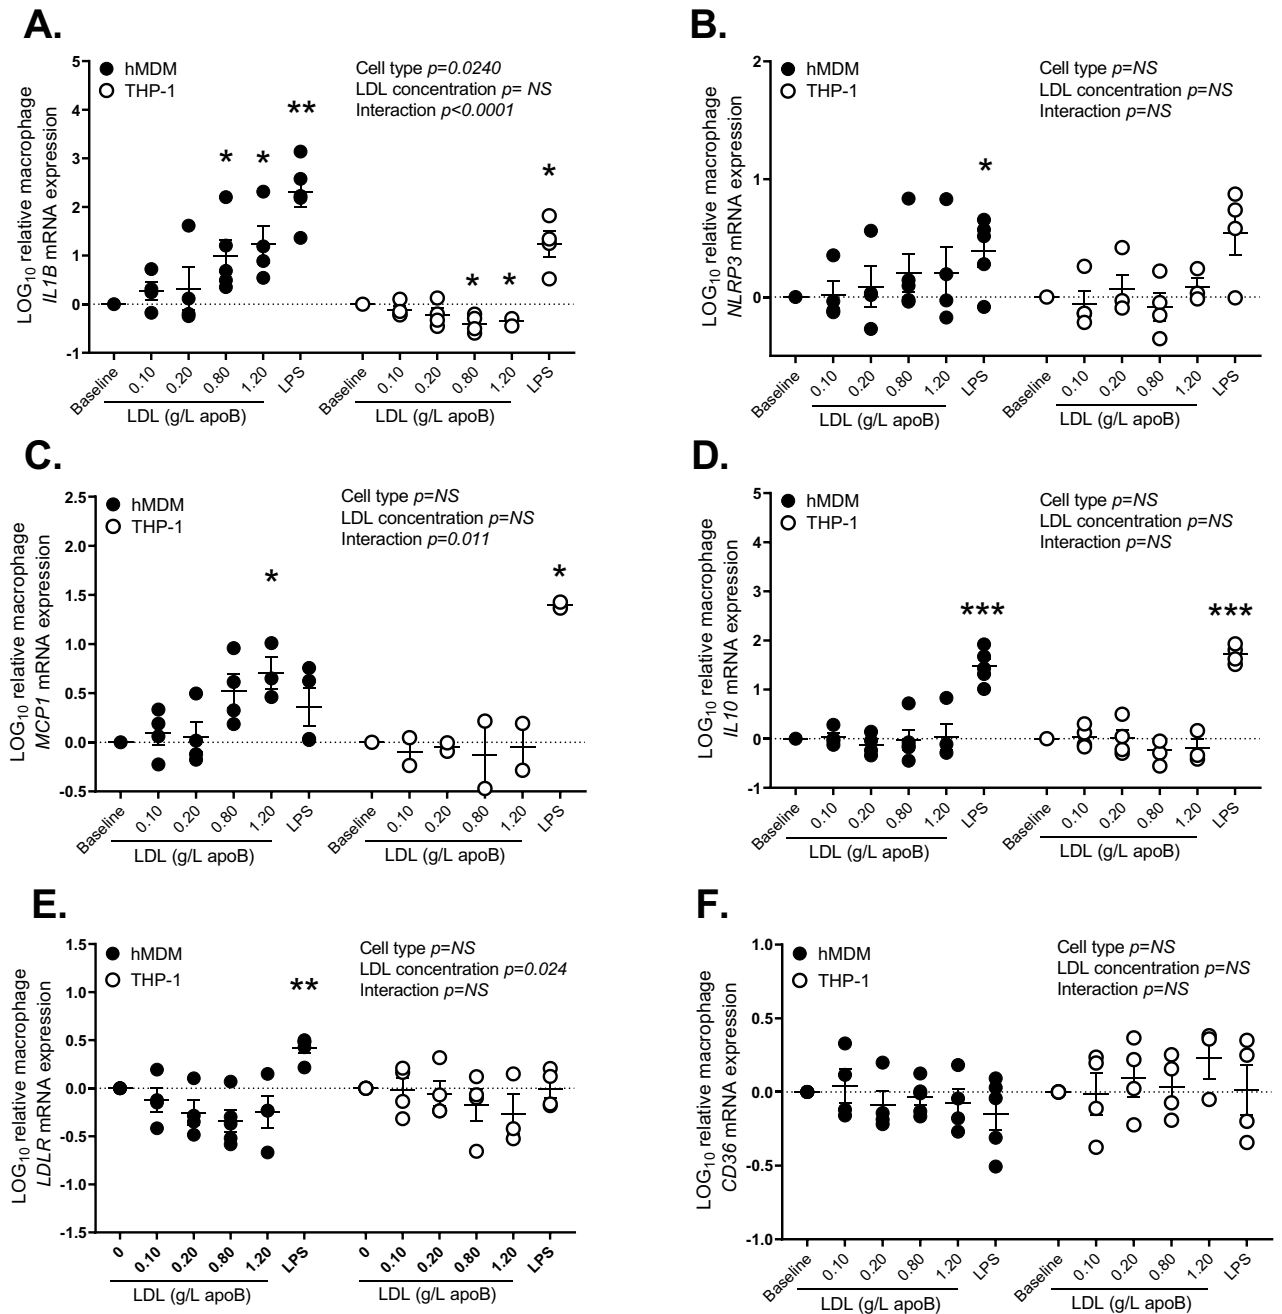 A.
LOG10 relative macrophage
IL1B mRNA expression
5
4
3
2
1
0
-1
hMDM
THP-1
Cell type p=0.0240
LDL concentration p= NS
Interaction p<0.0001
* * ** * * *
Baseline 0.10 0.20 0.80 1.20 LPS Baseline 0.10 0.20 0.80 1.20 LPS
LDL (g/L apoB) LDL (g/L apoB)
B.
LOG10 relative macrophage
NLRP3 mRNA expression
2
1
0
hMDM
THP-1
Cell type p=NS
LDL concentration p=NS
Interaction p=NS
*
Baseline 0.10 0.20 0.80 1.20 LPS Baseline 0.10 0.20 0.80 1.20 LPS
LDL (g/L apoB) LDL (g/L apoB)
C.
LOG10 relative macrophage
MCP1 mRNA expression
2.5
2.0
1.5
1.0
0.5
0.0
-0.5
hMDM
THP-1
Cell type p=NS
LDL concentration p=NS
Interaction p=0.011
* *
Baseline 0.10 0.20 0.80 1.20 LPS Baseline 0.10 0.20 0.80 1.20 LPS
LDL (g/L apoB) LDL (g/L apoB)
D.
LOG10 relative macrophage
IL10 mRNA expression
5
4
3
2
1
0
-1
hMDM
THP-1
Cell type p=NS
LDL concentration p=NS
Interaction p=NS
*** ***
Baseline 0.10 0.20 0.80 1.20 LPS Baseline 0.10 0.20 0.80 1.20 LPS
LDL (g/L apoB) LDL (g/L apoB)
E.
LOG10 relative macrophage
LDLR mRNA expression
1.5
1.0
0.5
0.0
-0.5
-1.0
-1.5
hMDM
THP-1
Cell type p=NS
LDL concentration p=0.024
Interaction p=NS
**
0 0.10 0.20 0.80 1.20 LPS 0 0.10 0.20 0.80 1.20 LPS
LDL (g/L apoB) LDL (g/L apoB)
F.
LOG10 relative macrophage
CD36 mRNA expression
1.0
0.5
0.0
-0.5
-1.0
hMDM
THP-1
Cell type p=NS
LDL concentration p=NS
Interaction p=NS
Baseline 0.10 0.20 0.80 1.20 LPS Baseline 0.10 0.20 0.80 1.20 LPS
LDL (g/L apoB) LDL (g/L apoB)